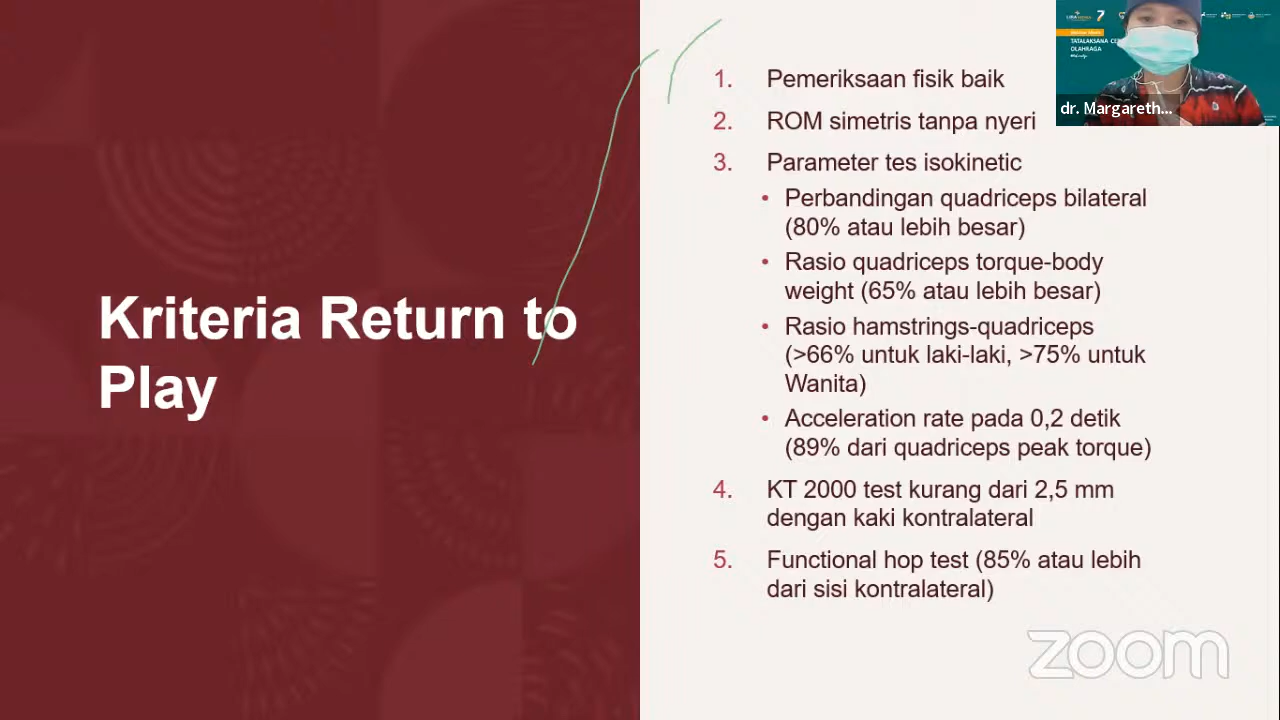 Kriteria Return to
Play
1. Pemeriksaan fisik baik
2. ROM simetris tanpa nyeri
3. Parameter tes isokinetic
• Perbandingan quadriceps bilateral
(80% atau lebih besar)
• Rasio quadriceps torque-body
weight (65% atau lebih besar)
• Rasio hamstrings-quadriceps
(>66% untuk laki-laki, >75% untuk
Wanita)
• Acceleration rate pada 0,2 detik
(89% dari quadriceps peak torque)
4. KT 2000 test kurang dari 2,5 mm
dengan kaki kontralateral
5. Functional hop test (85% atau lebih
dari sisi kontralateral)
TATALAKSANA
OLAHRAGA
dr. Margareth...
zoom